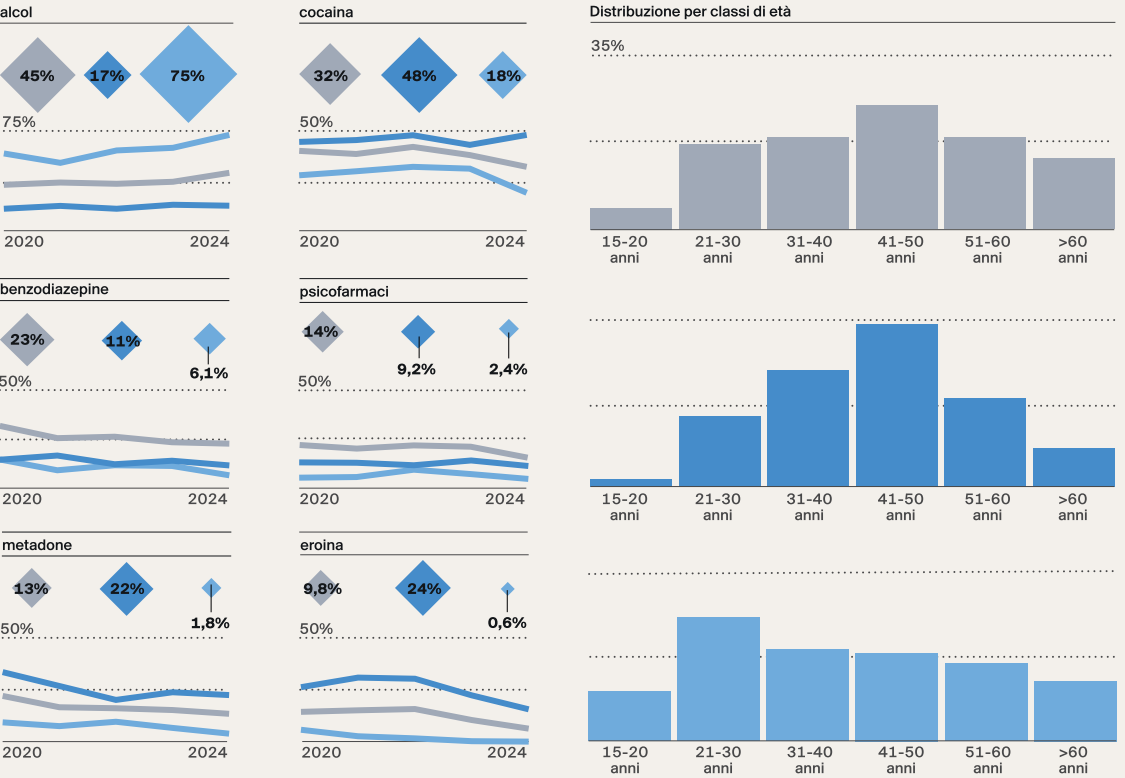 alcol
45%
17%
75%
75%
2020
2024
cocaina
32%
48%
18%
50%
2020
2024
Distribuzione per classi di età
35%
15-20
anni
21-30
anni
31-40
anni
41-50
anni
51-60
anni
>60
anni
benzodiazepine
23%
11%
6,1%
50%
2020
2024
psicofarmaci
14%
9,2%
2,4%
50%
2020
2024
15-20
anni
21-30
anni
31-40
anni
41-50
anni
51-60
anni
>60
anni
metadone
13%
22%
1,8%
50%
2020
2024
eroina
9,8%
24%
0,6%
50%
2020
2024
15-20
anni
21-30
anni
31-40
anni
41-50
anni
51-60
anni
>60
anni